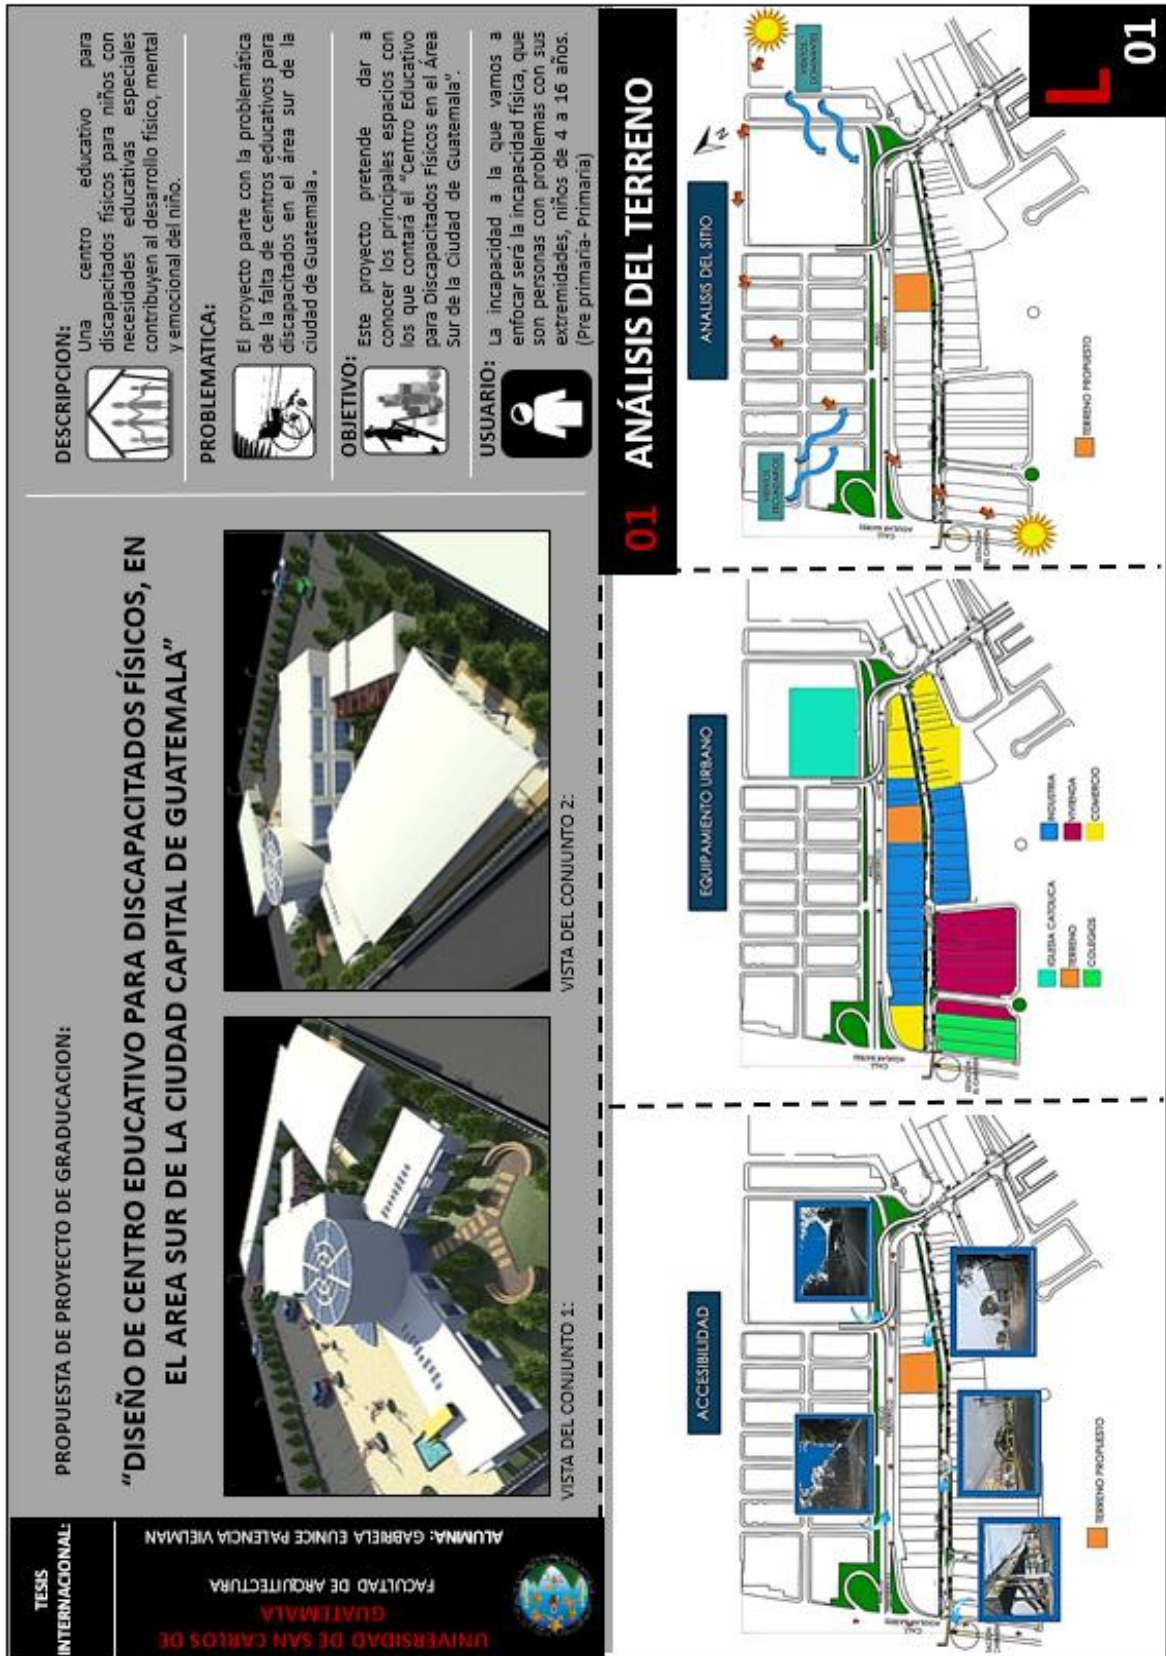 TESIS
INTERNACIONAL:
UNIVERSIDAD DE SAN CARLOS DE
GUATEMALA
FACULTAD DE ARQUITECTURA
ALUMNA: GABRIELA EUNICE PALENCIA VIELMAN
PROPUESTA DE PROYECTO DE GRADUCACION:
“DISEÑO DE CENTRO EDUCATIVO PARA DISCAPACITADOS FÍSICOS, EN
EL AREA SUR DE LA CIUDAD CAPITAL DE GUATEMALA”
VISTA DEL CONJUNTO 1:
VISTA DEL CONJUNTO 2:
DESCRIPCION:
Una centro educativo para
discapacitados físicos para niños con
necesidades educativas especiales
contribuyen al desarrollo físico, mental
y emocional del niño.
PROBLEMATICA:
El proyecto parte con la problemática
de la falta de centros educativos para
discapacitados en el área sur de la
ciudad de Guatemala .
OBJETIVO:
Este proyecto pretende dar a
conocer los principales espacios con
los que contará el “Centro Educativo
para Discapacitados Físicos en el Área
Sur de la Ciudad de Guatemala”.
USUARIO:
La incapacidad a la que vamos a
enfocar será la incapacidad física, que
son personas con problemas con sus
extremidades, niños de 4 a 16 años.
(Pre primaria- Primaria)
01 ANÁLISIS DEL TERRENO
ACCESIBILIDAD
TERRENO PROPUESTO
EQUIPAMIENTO URBANO
IGLESIA CATOLICA
TERRENO
COLEGIOS
INDUSTRIA
VIVIENDA
COMERCIO
ANALISIS DEL SITIO
VIENTOS
SECUNDARIOS
VIENTOS
DOMINANTES
N
TERRENO PROPUESTO
L
01